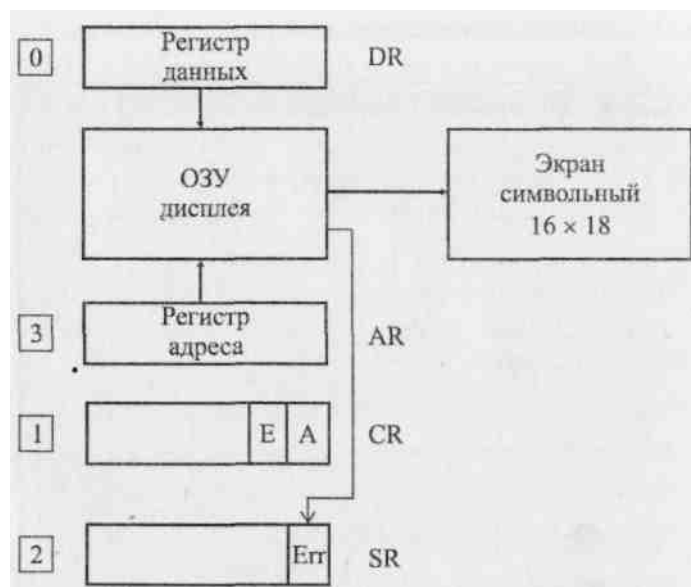 0
Регистр
данных
DR
ОЗУ
дисплея
Экран
символьный
16 × 18
3
Регистр
адреса
AR
1
E
A
CR
2
Err
SR